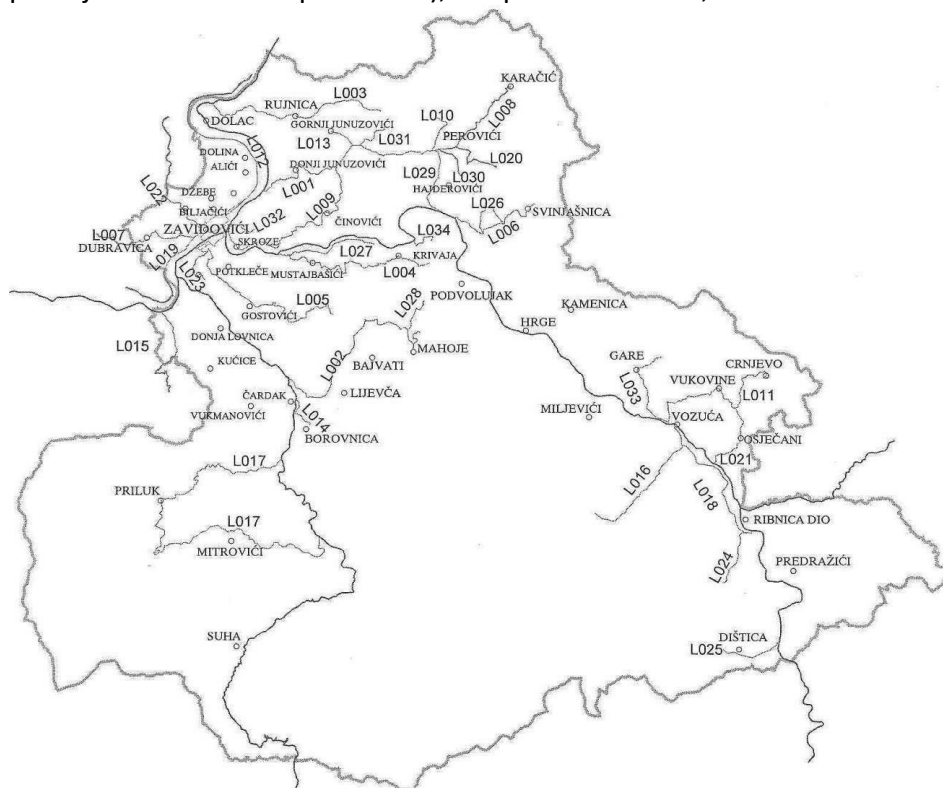 KARAČIĆ
L003
RUJNICA
L008
L010
DOLAC
GORNJI JUNUZOVIĆI
L031
PEROVIĆI
L013
L012
DOLINA
ALIĆI
L020
DONJI JUNUZOVIĆI
L029
L030
L001
HAJDEROVIĆI
L022
DŽEBE
L026
BILJAČIĆI
L009
SVINJAŠNICA
L032
ČINOVIĆI
ZAVIDOVIĆI
L006
L007
L034
DUBRAVICA
SKROZE
L027
L019
KRIVAJA
L023
POTKLEČE
MUSTAJBAŠIĆI
L004
PODVOLUJAK
L005
L028
KAMENICA
GOSTOVIĆI
DONJA LOVNICA
HRGE
L015
L002
MAHOJE
GARE
CRNJEVO
KUČICE
BAJVATI
VUKOVINE
L033
L011
ČARDAK
LIJEVČA
VUKMANOVIĆI
MILJEVIĆI
VOZUĆA
L014
BOROVNICA
OSJEČANI
L017
L021
L016
PRILUK
L018
L017
RIBNICA DIO
MITROVIĆI
L024
PREDRAŽIĆI
SUHA
DIŠTICA
L025